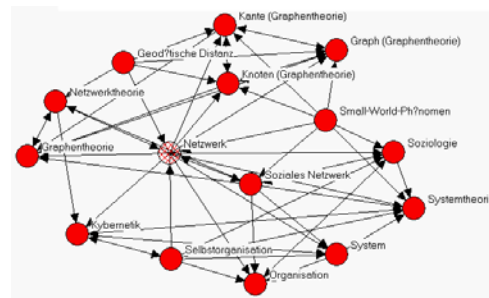 Kante (Graphentheorie)
Graph (Graphentheorie)
Geod?tische Distanz
Knoten (Graphentheorie)
Netzwerktheorie
Small-World-Ph?nomen
Graphentheorie
Netzwerk
Soziologie
Soziales Netzwerk
Systemtheori
Kybernetik
Selbstorganisation
System
Organisation